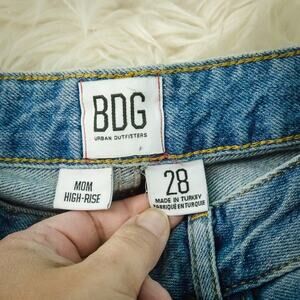 BDG
URBAN OUTFITTERS
MOM
HIGH-RISE
28
MADE IN TURKEY
FABRIQUÉ EN TURQUIE